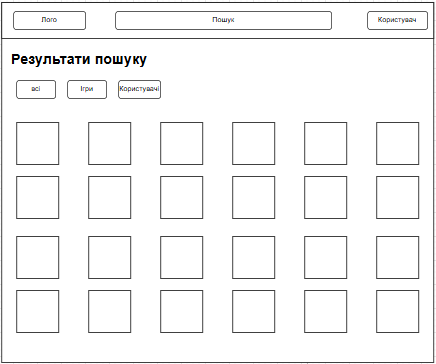 Лого
Пошук
Користувач
Результати пошуку
всі
Ігри
Користувачі